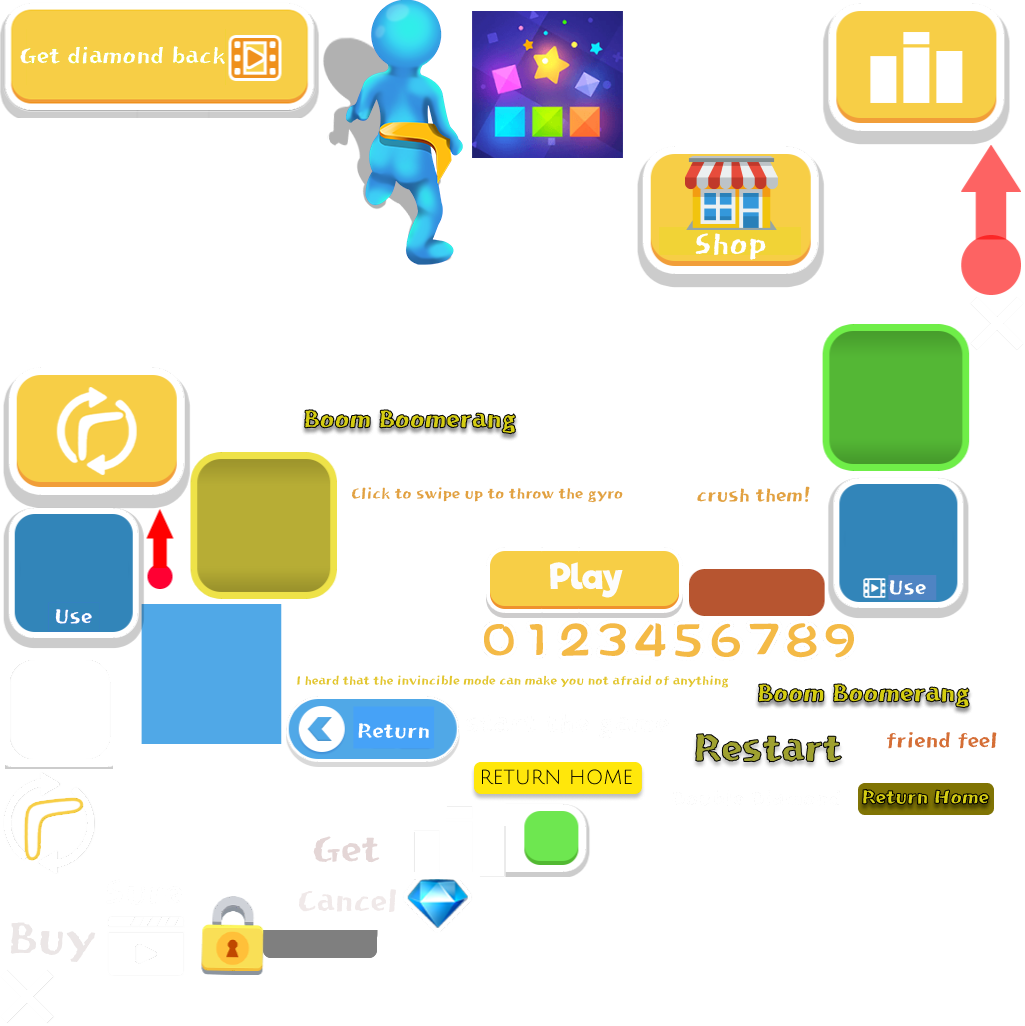 Get diamond back
Shop
Boom Boomerang
Click to swipe up to throw the gyro
crush them!
Play
Use
Use
0123456789
I heard that the invincible mode can make you not afraid of anything
Boom Boomerang
Return
Restart
friend feel
RETURN HOME
Return Home
Get
Cancel
Buy